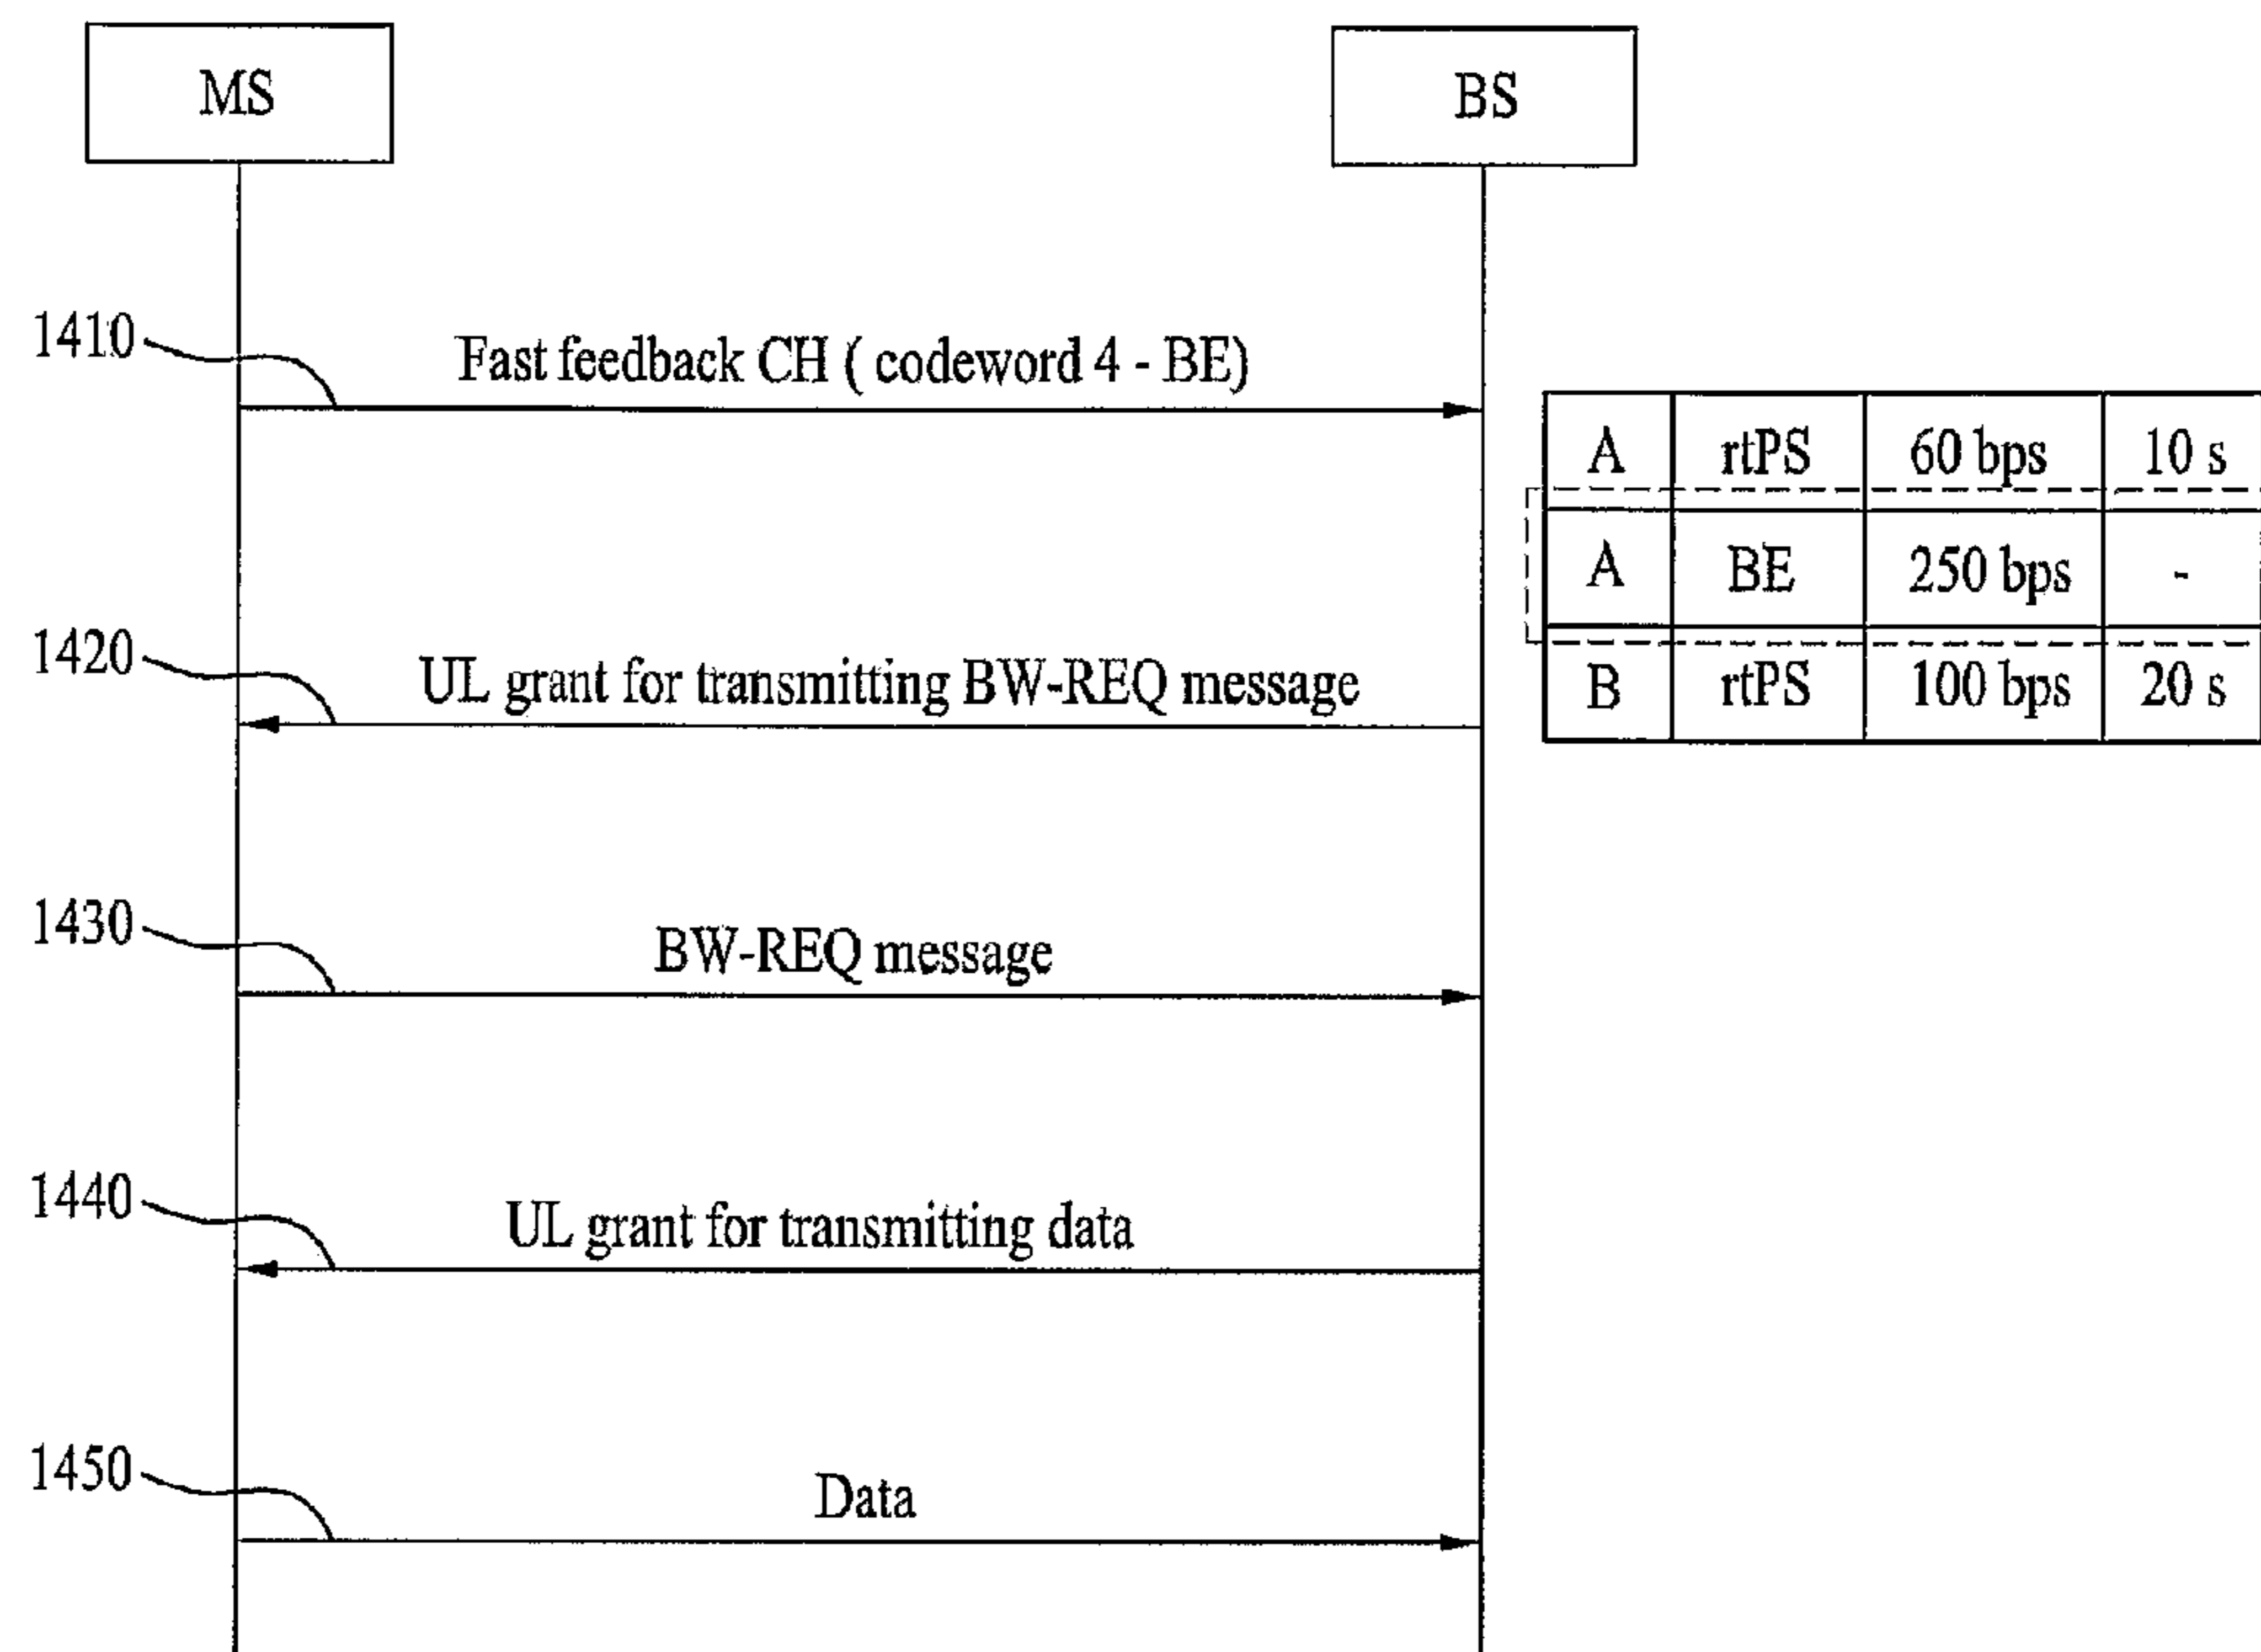 MS
BS
1410
Fast feedback CH ( codeword 4 - BE)
A rtPS 60 bps 10 s
A BE 250 bps -
B rtPS 100 bps 20 s
1420
UL grant for transmitting BW-REQ message
1430
BW-REQ message
1440
UL grant for transmitting data
1450
Data